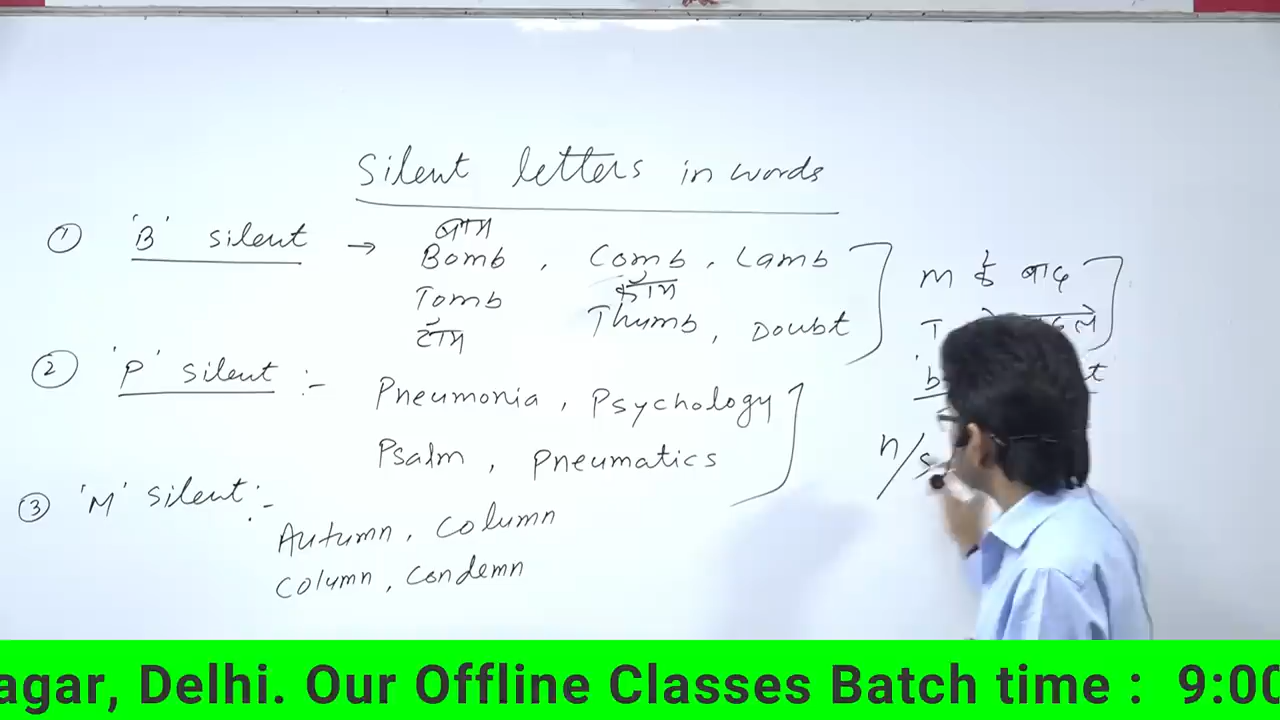 Silent letters in words
① 'B' silent → बाम
Bomb, Comb, Lamb
Tomb काँम Thumb, Doubt
टॉम
② 'P' silent :- Pneumonia, Psychology
Psalm, Pneumatics
③ 'M' silent :- Autumn, Column
Column, Condemn
M के बाद
T
'b t
n/s
agar, Delhi. Our Offline Classes Batch time : 9:00